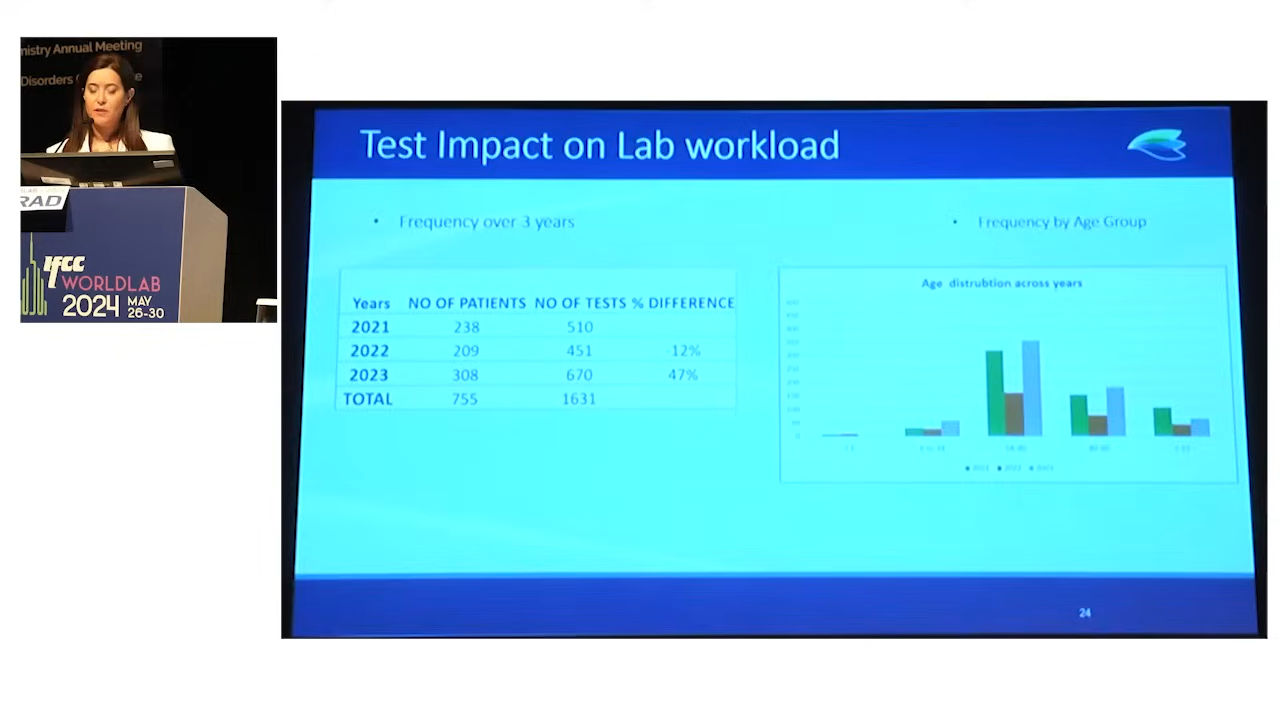 mistry Annual Meeting
Disorders
RAD
IFCC
WORLDLAB
2024 MAY
26-30
Test Impact on Lab workload
• Frequency over 3 years
Years NO OF PATIENTS NO OF TESTS % DIFFERENCE
2021 238 510
2022 209 451 -12%
2023 308 670 47%
TOTAL 755 1631
• Frequency by Age Group
Age distrubtion across years
24